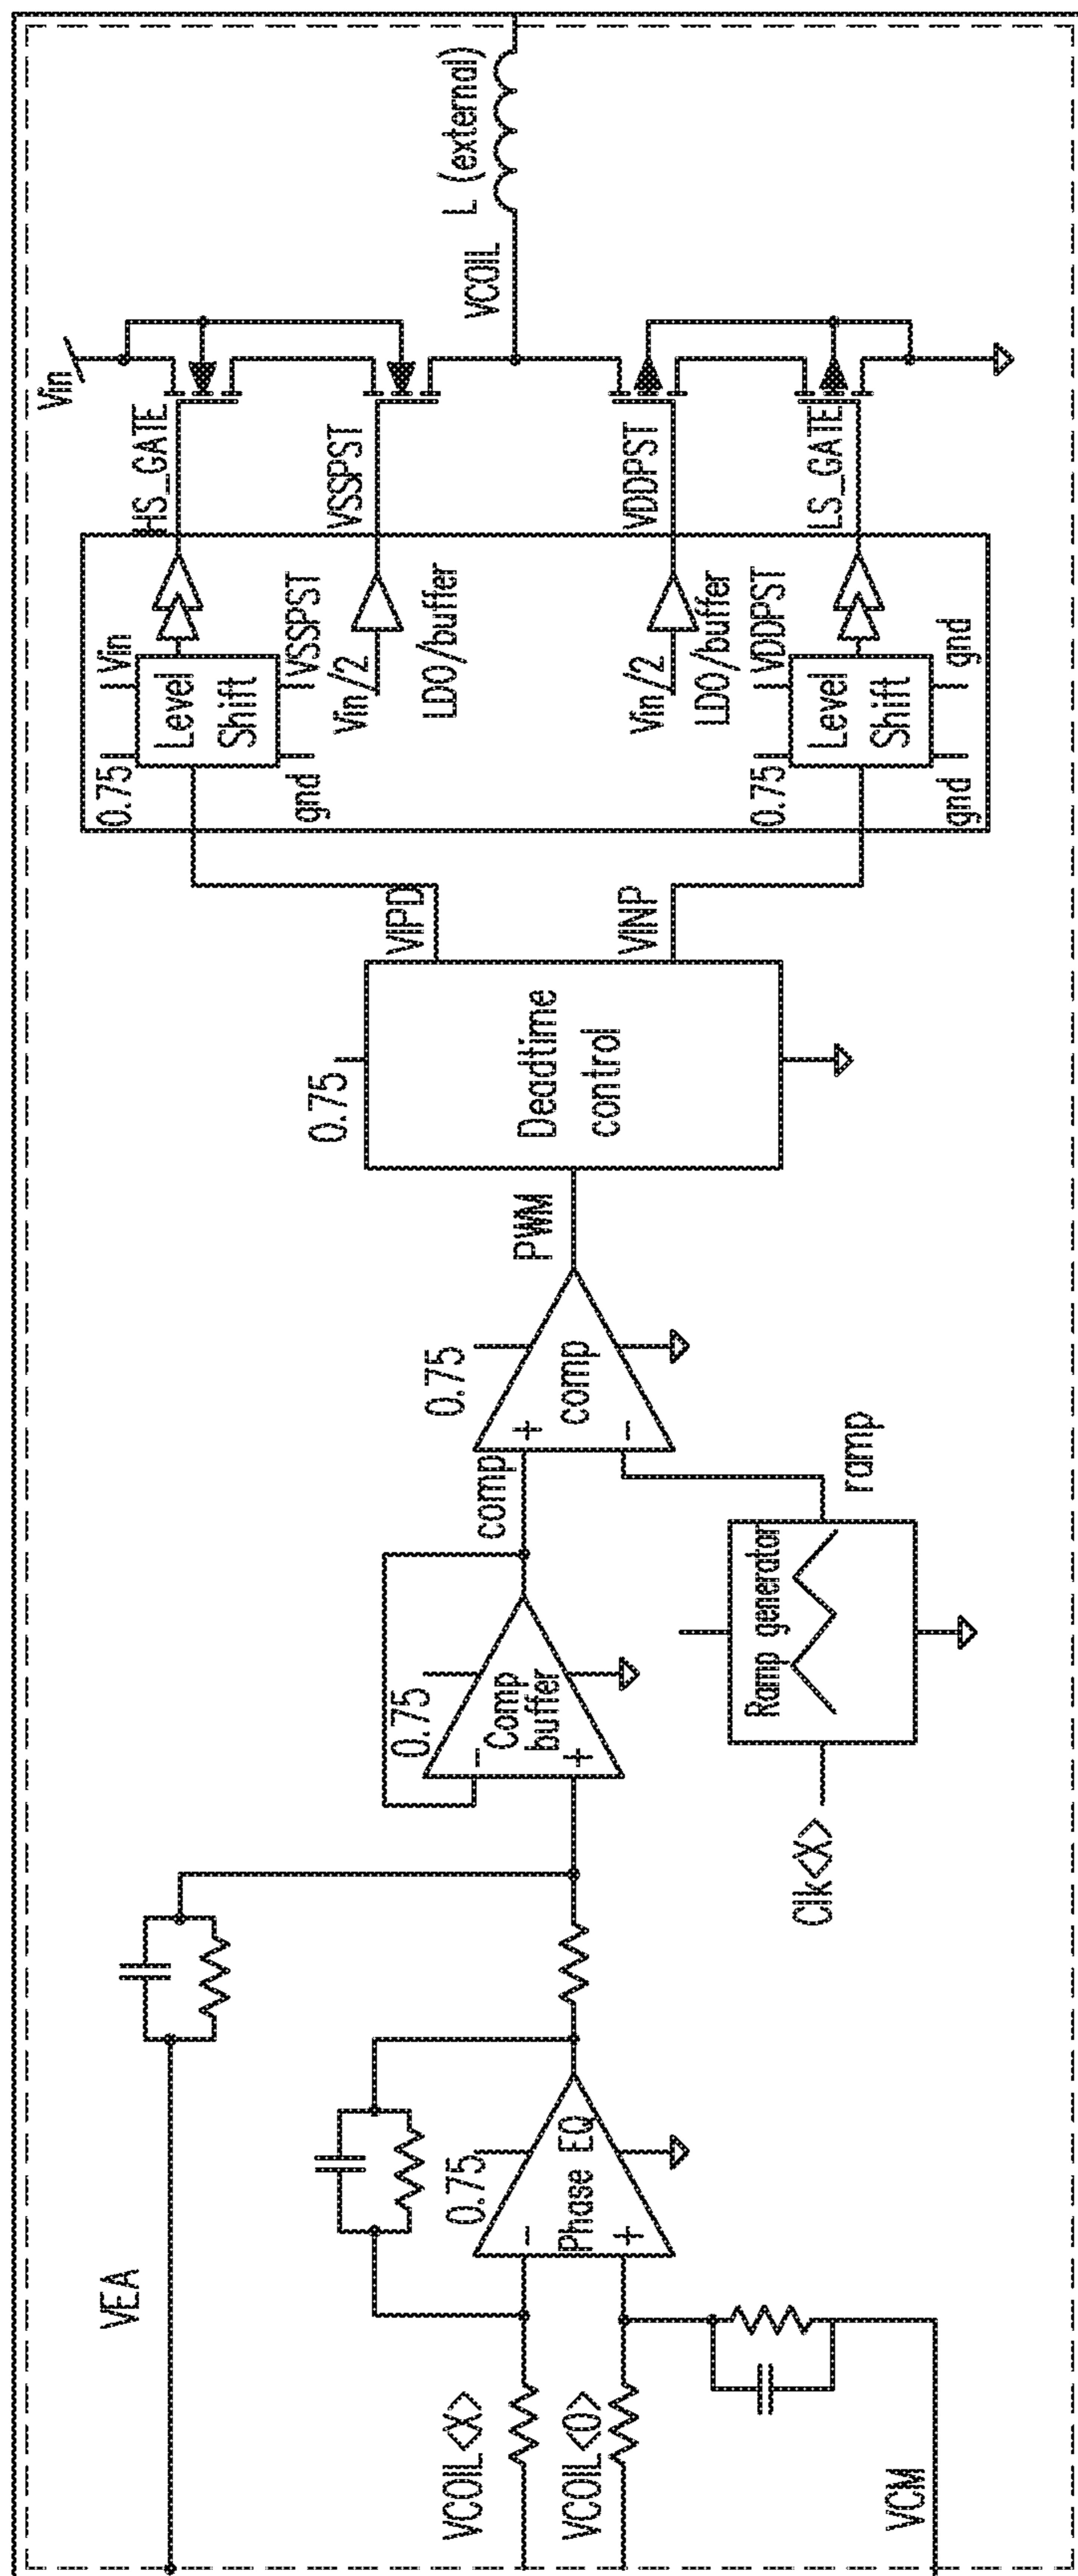 VEA
VCOIL<X>
VCOIL<0>
VCM
0.75
-
Phase EQ
+
0.75
-
Comp
buffer
+
comp
Clk<X>
Ramp generator
ramp
0.75
+
comp
-
PWM
0.75
Deadtime
control
VIPD
VINP
0.75
Vin
Level
Shift
gnd
VSSPST
Vin/2
LDO/buffer
Vin/2
LDO/buffer
0.75
VDDPST
Level
Shift
gnd
gnd
HS_GATE
VSSPST
VDDPST
LS_GATE
Vin
VCOIL
L (external)